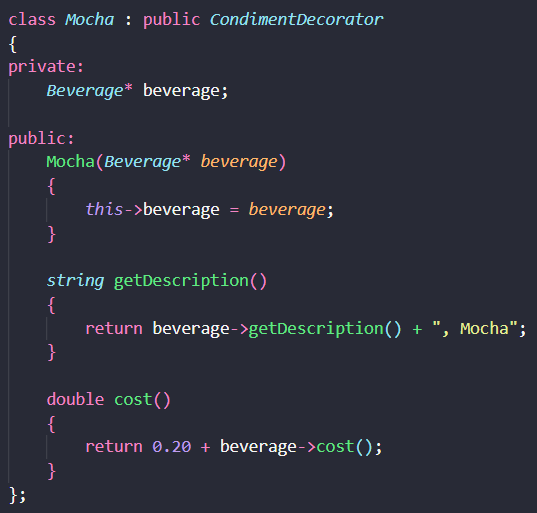 class Mocha : public CondimentDecorator
{
private:
    Beverage* beverage;

public:
    Mocha(Beverage* beverage)
    {
        this->beverage = beverage;
    }

    string getDescription()
    {
        return beverage->getDescription() + ", Mocha";
    }

    double cost()
    {
        return 0.20 + beverage->cost();
    }
};